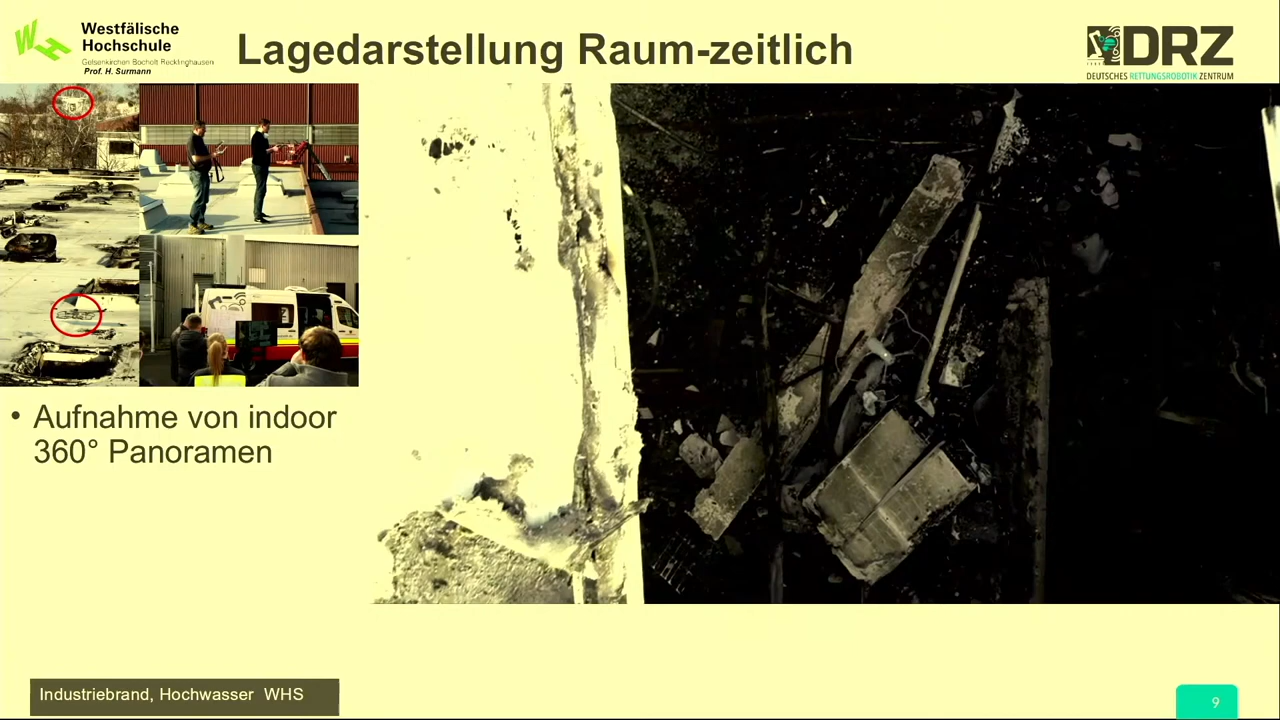 WH
Westfälische
Hochschule
Gelsenkirchen Bocholt Recklinghausen
Prof. H. Surmann
Lagedarstellung Raum-zeitlich
DRZ
DEUTSCHES RETTUNGSROBOTIK ZENTRUM
• Aufnahme von indoor
360° Panoramen
Industriebrand, Hochwasser WHS
9